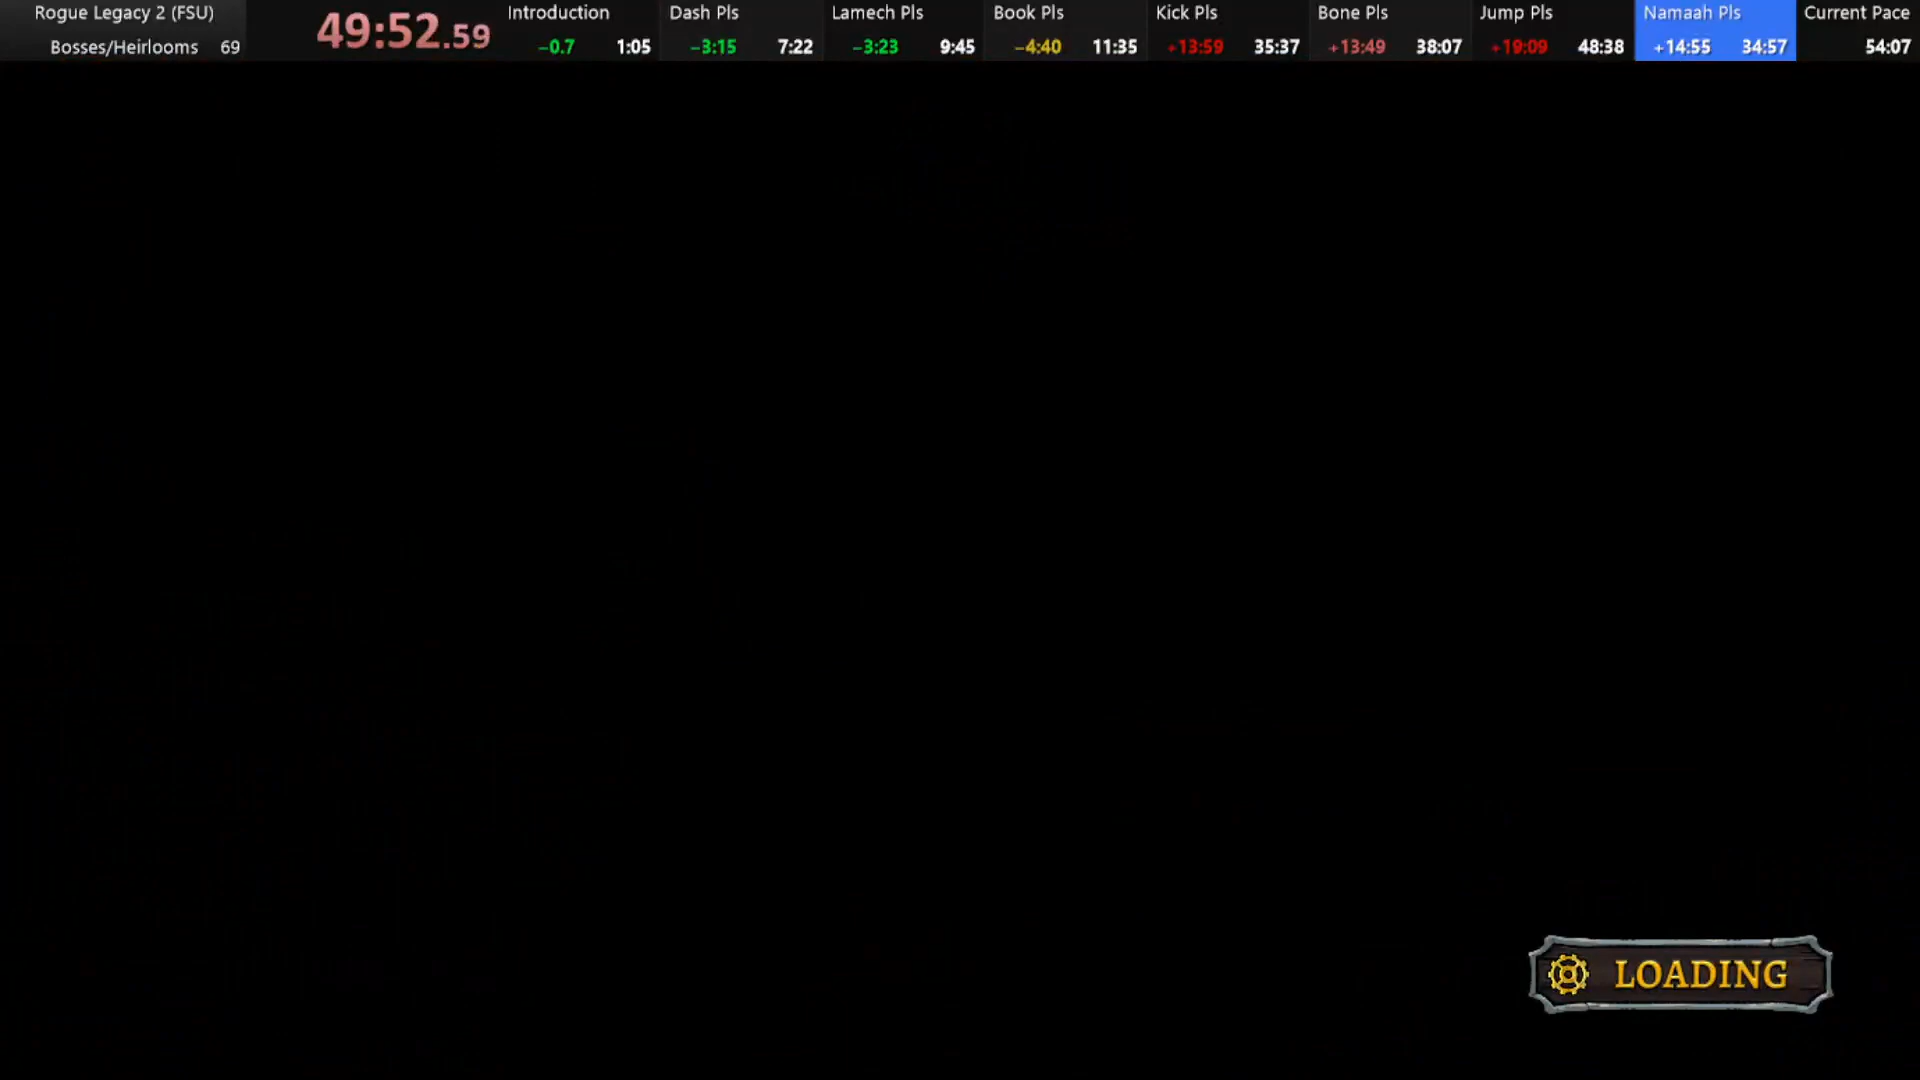 Rogue Legacy 2 (FSU)
Bosses/Heirlooms 69
49:52.59
Introduction
−0.7 1:05
Dash Pls
−3:15 7:22
Lamech Pls
−3:23 9:45
Book Pls
−4:40 11:35
Kick Pls
+13:59 35:37
Bone Pls
+13:49 38:07
Jump Pls
+19:09 48:38
Namaah Pls
+14:55 34:57
Current Pace
54:07
LOADING